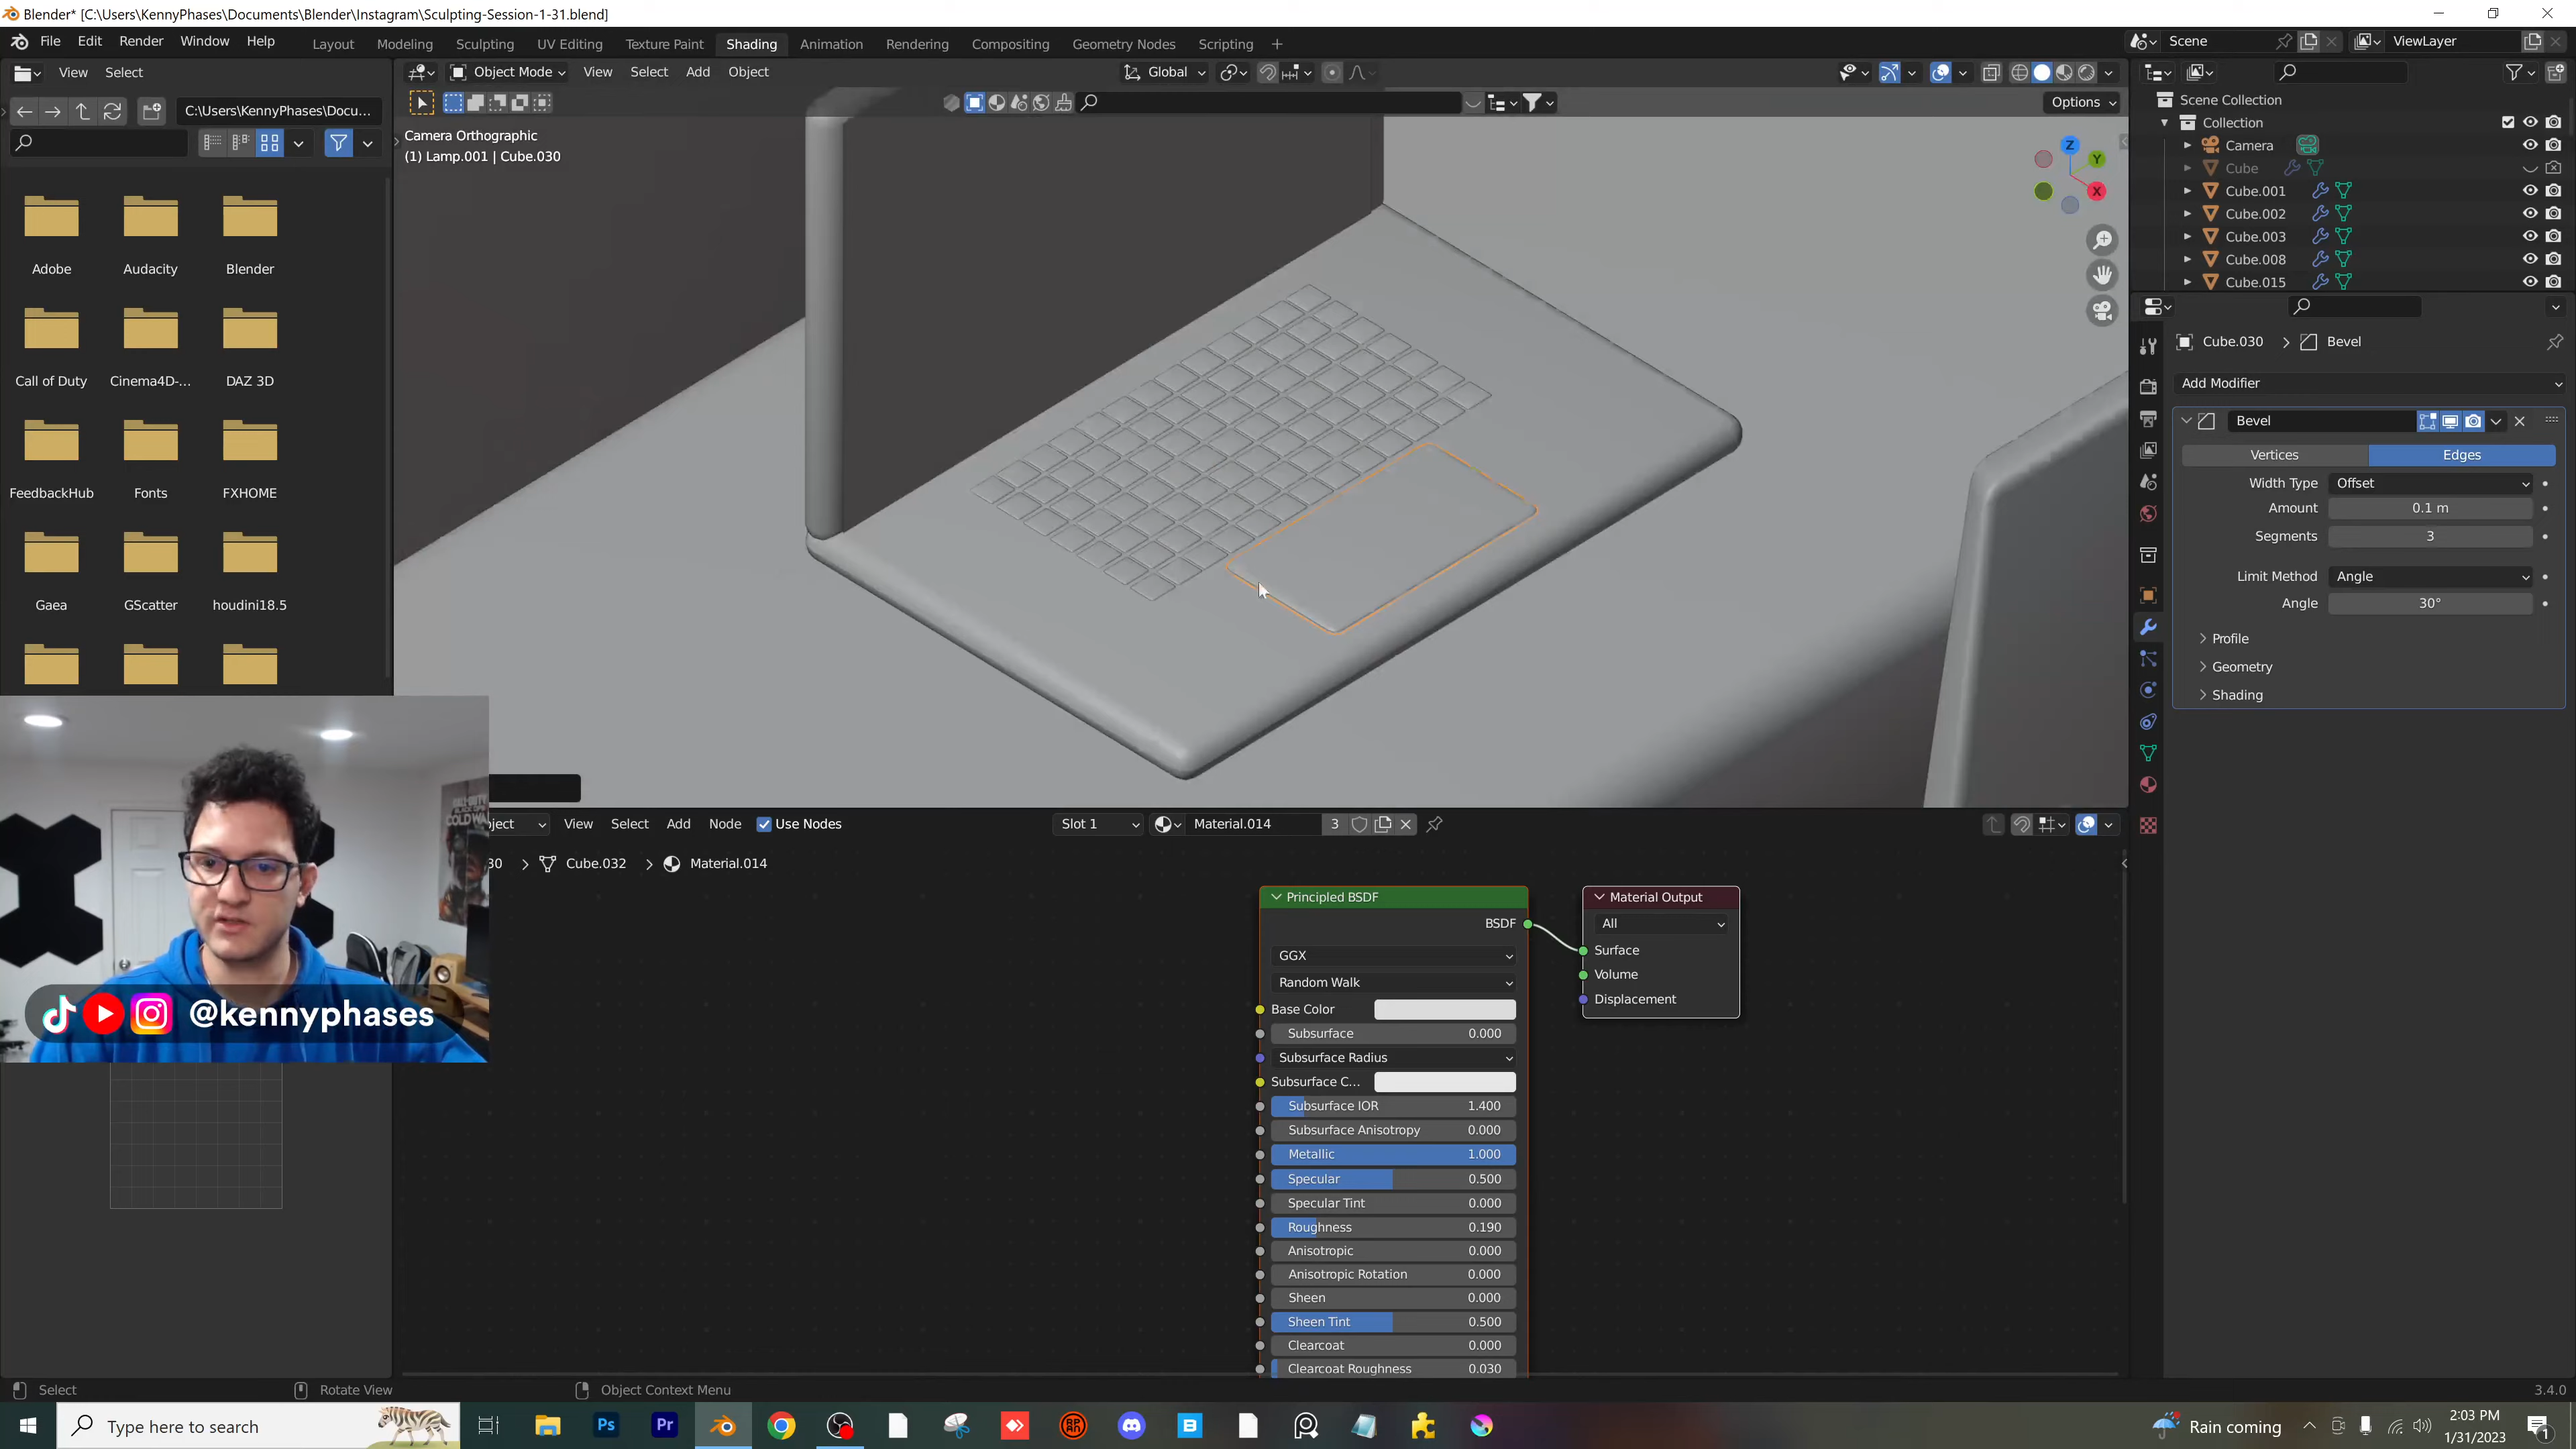 Blender* [C:\Users\KennyPhases\Documents\Blender\Instagram\Sculpting-Session-1-31.blend]
File Edit Render Window Help
Layout Modeling Sculpting UV Editing Texture Paint Shading Animation Rendering Compositing Geometry Nodes Scripting +
Scene
ViewLayer
View Select
Object Mode View Select Add Object
Global
C:\Users\KennyPhases\Docu...
Options
Camera Orthographic
(1) Lamp.001 | Cube.030
Z
Y
X
Scene Collection
Collection
Camera
Cube
Cube.001
Cube.002
Cube.003
Cube.008
Cube.015
Adobe Audacity Blender
Call of Duty Cinema4D-... DAZ 3D
FeedbackHub Fonts FXHOME
Gaea GScatter houdini18.5
Cube.030 > Bevel
Add Modifier
Bevel
Vertices Edges
Width Type Offset
Amount 0.1 m
Segments 3
Limit Method Angle
Angle 30°
Profile
Geometry
Shading
COLD WAR
@kennyphases
ject View Select Add Node Use Nodes
Slot 1
Material.014 3
30 > Cube.032 > Material.014
Principled BSDF
BSDF
GGX
Random Walk
Base Color
Subsurface 0.000
Subsurface Radius
Subsurface C...
Subsurface IOR 1.400
Subsurface Anisotropy 0.000
Metallic 1.000
Specular 0.500
Specular Tint 0.000
Roughness 0.190
Anisotropic 0.000
Anisotropic Rotation 0.000
Sheen 0.000
Sheen Tint 0.500
Clearcoat 0.000
Clearcoat Roughness 0.030
Material Output
All
Surface
Volume
Displacement
Select Rotate View Object Context Menu
3.4.0
Type here to search
Ps
Pr
B
Rain coming
2:03 PM
1/31/2023
1